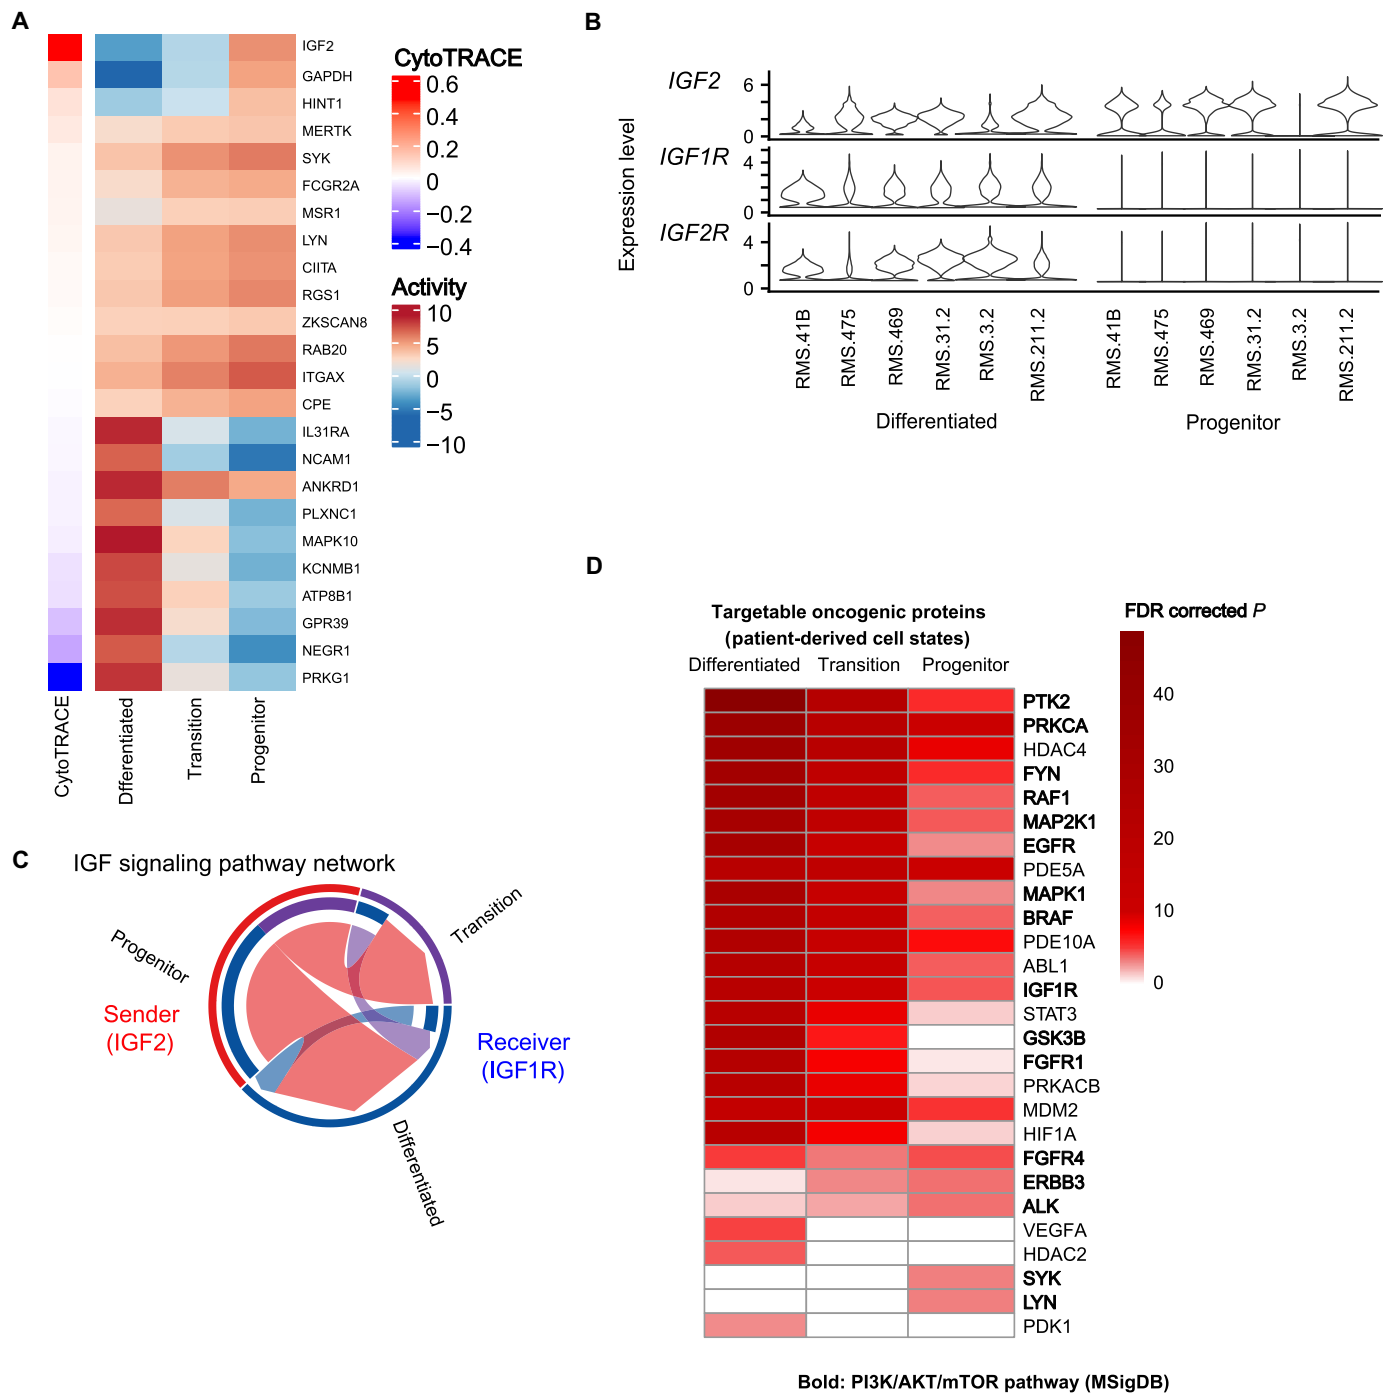 A
IGF2
GAPDH
HINT1
MERTK
SYK
FCGR2A
MSR1
LYN
CIITA
RGS1
ZKSCAN8
RAB20
ITGAX
CPE
IL31RA
NCAM1
ANKRD1
PLXNC1
MAPK10
KCNMB1
ATP8B1
GPR39
NEGR1
PRKG1
CytoTRACE
Dfferentiated
Transition
Progenitor
CytoTRACE
0.6
0.4
0.2
0
−0.2
−0.4
Activity
10
5
0
−5
−10
B
Expression level
IGF2
6
0
IGF1R
4
0
IGF2R
4
0
RMS.41B
RMS.475
RMS.469
RMS.31.2
RMS.3.2
RMS.211.2
RMS.41B
RMS.475
RMS.469
RMS.31.2
RMS.3.2
RMS.211.2
Differentiated
Progenitor
C
IGF signaling pathway network
Progenitor
Transition
Differentiated
Sender
(IGF2)
Receiver
(IGF1R)
D
Targetable oncogenic proteins
(patient-derived cell states)
Differentiated Transition Progenitor
PTK2
PRKCA
HDAC4
FYN
RAF1
MAP2K1
EGFR
PDE5A
MAPK1
BRAF
PDE10A
ABL1
IGF1R
STAT3
GSK3B
FGFR1
PRKACB
MDM2
HIF1A
FGFR4
ERBB3
ALK
VEGFA
HDAC2
SYK
LYN
PDK1
FDR corrected P
40
30
20
10
0
Bold: PI3K/AKT/mTOR pathway (MSigDB)